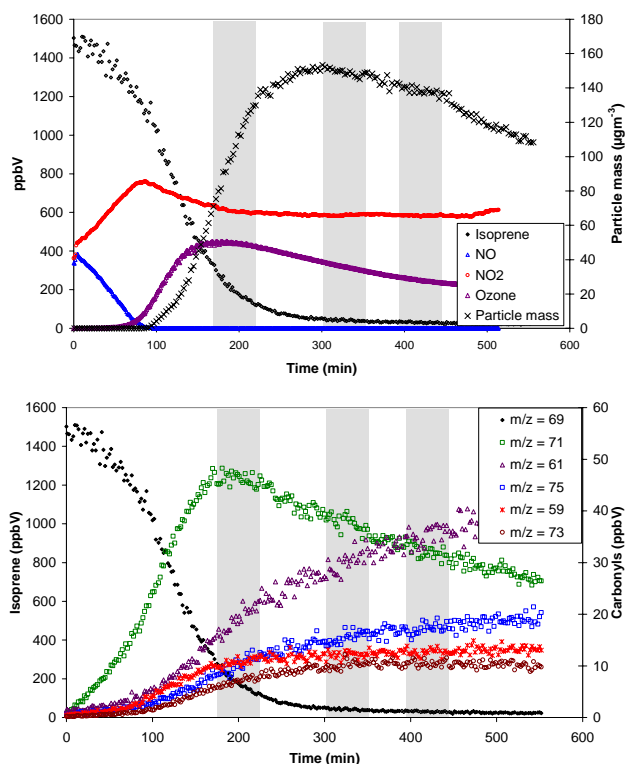 1600
1400
1200
1000
800
600
400
200
0
ppbV
180
160
140
120
100
80
60
40
20
0
Particle mass (µgm-3)
Isoprene
NO
NO2
Ozone
Particle mass
0 100 200 300 400 500 600
Time (min)
1600
1400
1200
1000
800
600
400
200
0
Isoprene (ppbV)
60
50
40
30
20
10
0
Carbonyls (ppbV)
m/z = 69
m/z = 71
m/z = 61
m/z = 75
m/z = 59
m/z = 73
0 100 200 300 400 500 600
Time (min)